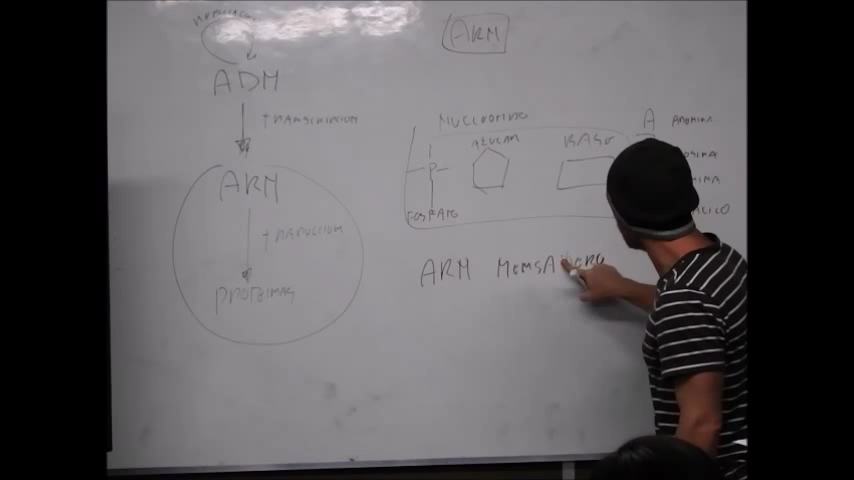 ADN
TRANSCRIPCION
ARN
TRADUCCION
PROTEINAS
ARN
NUCLEOTIDO
AZUCAR
BASE
P
FOSFATO
A ADENINA
ARN MENSAJERO